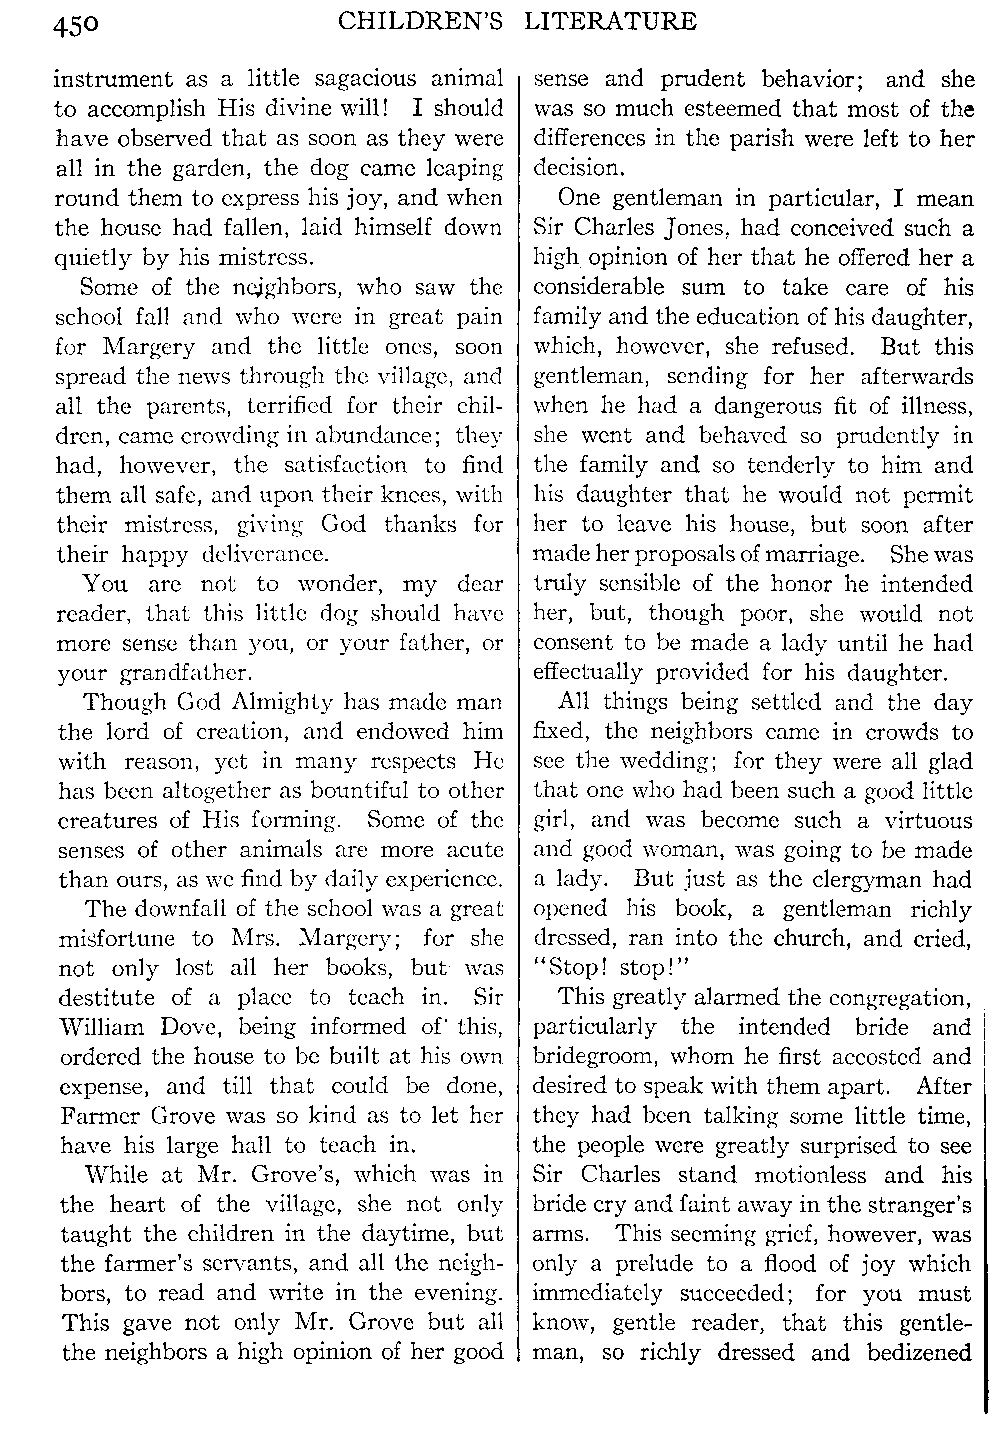 450 CHILDREN'S LITERATURE
instrument as a little sagacious animal
to accomplish His divine will! I should
have observed that as soon as they were
all in the garden, the dog came leaping
round them to express his joy, and when
the house had fallen, laid himself down
quietly by his mistress.
Some of the neighbors, who saw the
school fall and who were in great pain
for Margery and the little ones, soon
spread the news through the village, and
all the parents, terrified for their chil-
dren, came crowding in abundance; they
had, however, the satisfaction to find
them all safe, and upon their knees, with
their mistress, giving God thanks for
their happy deliverance.
You are not to wonder, my dear
reader, that this little dog should have
more sense than you, or your father, or
your grandfather.
Though God Almighty has made man
the lord of creation, and endowed him
with reason, yet in many respects He
has been altogether as bountiful to other
creatures of His forming. Some of the
senses of other animals are more acute
than ours, as we find by daily experience.
The downfall of the school was a great
misfortune to Mrs. Margery; for she
not only lost all her books, but was
destitute of a place to teach in. Sir
William Dove, being informed of this,
ordered the house to be built at his own
expense, and till that could be done,
Farmer Grove was so kind as to let her
have his large hall to teach in.
While at Mr. Grove's, which was in
the heart of the village, she not only
taught the children in the daytime, but
the farmer's servants, and all the neigh-
bors, to read and write in the evening.
This gave not only Mr. Grove but all
the neighbors a high opinion of her good
sense and prudent behavior; and she
was so much esteemed that most of the
differences in the parish were left to her
decision.
One gentleman in particular, I mean
Sir Charles Jones, had conceived such a
high opinion of her that he offered her a
considerable sum to take care of his
family and the education of his daughter,
which, however, she refused. But this
gentleman, sending for her afterwards
when he had a dangerous fit of illness,
she went and behaved so prudently in
the family and so tenderly to him and
his daughter that he would not permit
her to leave his house, but soon after
made her proposals of marriage. She was
truly sensible of the honor he intended
her, but, though poor, she would not
consent to be made a lady until he had
effectually provided for his daughter.
All things being settled and the day
fixed, the neighbors came in crowds to
see the wedding; for they were all glad
that one who had been such a good little
girl, and was become such a virtuous
and good woman, was going to be made
a lady. But just as the clergyman had
opened his book, a gentleman richly
dressed, ran into the church, and cried,
"Stop! stop!"
This greatly alarmed the congregation,
particularly the intended bride and
bridegroom, whom he first accosted and
desired to speak with them apart. After
they had been talking some little time,
the people were greatly surprised to see
Sir Charles stand motionless and his
bride cry and faint away in the stranger's
arms. This seeming grief, however, was
only a prelude to a flood of joy which
immediately succeeded; for you must
know, gentle reader, that this gentle-
man, so richly dressed and bedizened